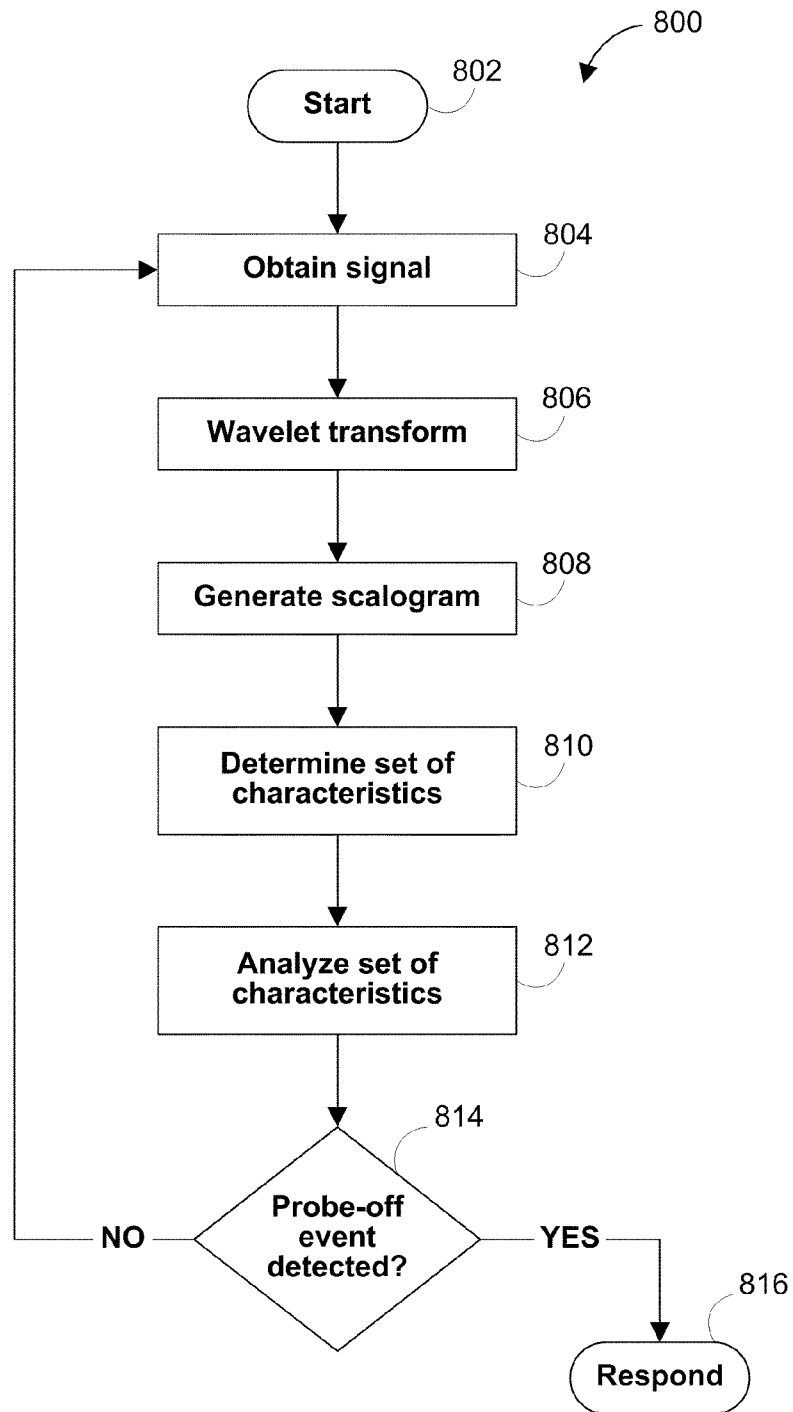 800
Start
802
Obtain signal
804
Wavelet transform
806
Generate scalogram
808
Determine set of
characteristics
810
Analyze set of
characteristics
812
814
Probe-off
event
detected?
NO
YES
816
Respond